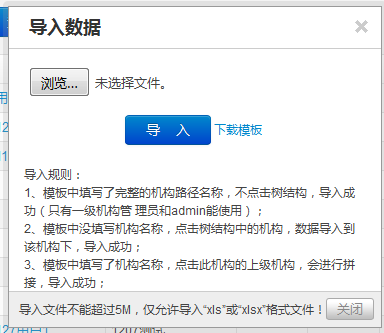 导入数据
×
浏览... 未选择文件。
导 入 下载模板
导入规则：
1、模板中填写了完整的机构路径名称，不点击树结构，导入成
功（只有一级机构管 理员和admin能使用）；
2、模板中没填写机构名称，点击树结构中的机构，数据导入到
该机构下，导入成功；
3、模板中填写了机构名称，点击此机构的上级机构，会进行拼
接，导入成功；
导入文件不能超过5M，仅允许导入“xls”或“xlsx”格式文件！ 关闭